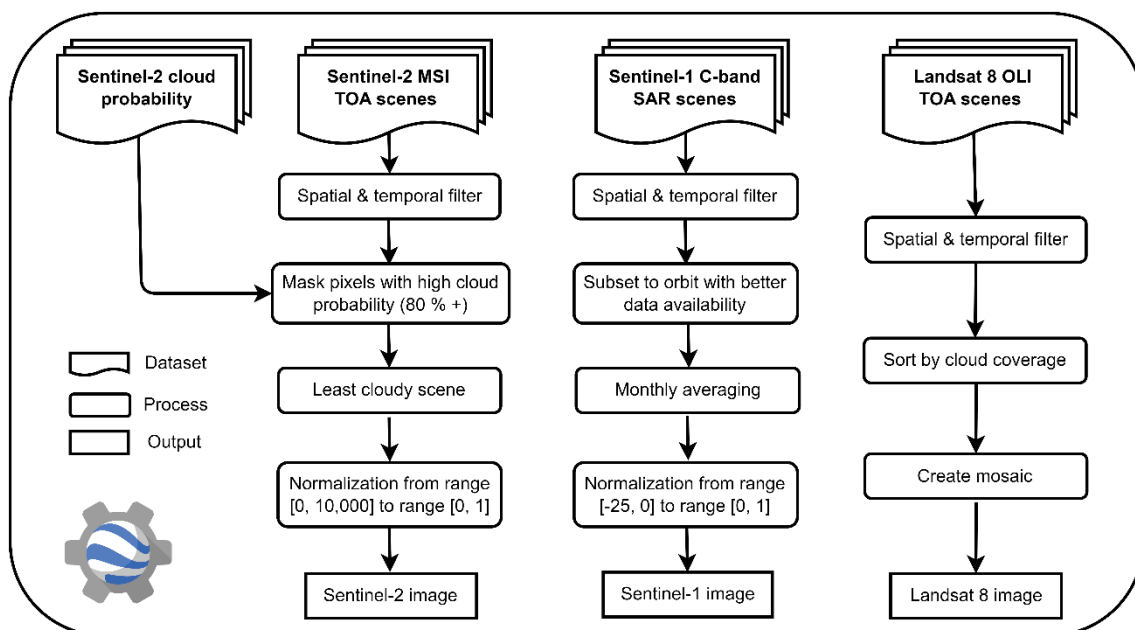 Sentinel-2 cloud
probability
Sentinel-2 MSI
TOA scenes
Sentinel-1 C-band
SAR scenes
Landsat 8 OLI
TOA scenes
Spatial & temporal filter
Spatial & temporal filter
Spatial & temporal filter
Mask pixels with high cloud
probability (80 % +)
Subset to orbit with better
data availability
Sort by cloud coverage
Least cloudy scene
Monthly averaging
Dataset
Process
Output
Normalization from range
[0, 10,000] to range [0, 1]
Normalization from range
[-25, 0] to range [0, 1]
Create mosaic
Sentinel-2 image
Sentinel-1 image
Landsat 8 image